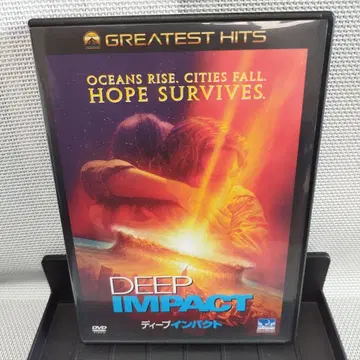 GREATEST HITS
OCEANS RISE. CITIES FALL.
HOPE SURVIVES.
DEEP
IMPACT
ディープインパクト
DVD